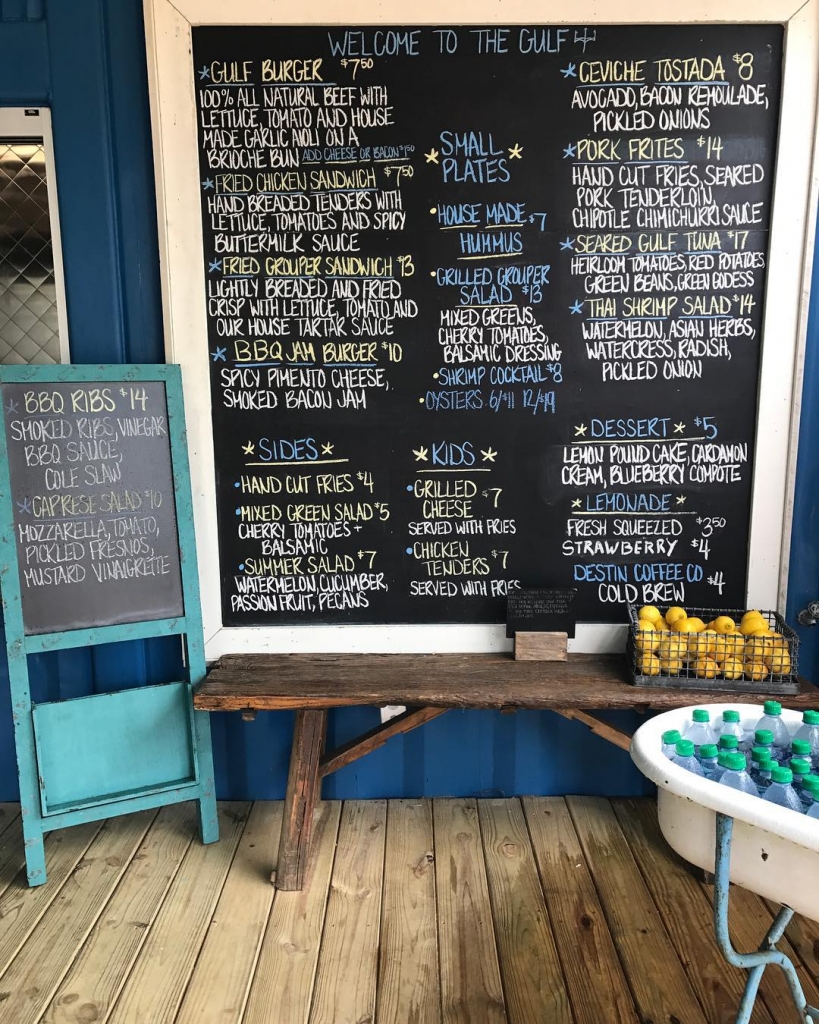 WELCOME TO THE GULF
GULF BURGER $7.50
100% ALL NATURAL BEEF WITH
LETTUCE, TOMATO AND HOUSE
MADE GARLIC AIOLI ON A
BRIOCHE BUN ADD CHEESE OR BACON $1.50
FRIED CHICKEN SANDWICH $7.50
HAND BREADED TENDERS WITH
LETTUCE, TOMATOES AND SPICY
BUTTERMILK SAUCE
FRIED GROUPER SANDWICH $13
LIGHTLY BREADED AND FRIED
CRISP WITH LETTUCE, TOMATO AND
OUR HOUSE TARTAR SAUCE
BBQ JAM BURGER $10
SPICY PIMENTO CHEESE,
SMOKED BACON JAM
SMALL
PLATES
HOUSE MADE $7
HUMMUS
GRILLED GROUPER
SALAD $13
MIXED GREENS,
CHERRY TOMATOES,
BALSAMIC DRESSING
SHRIMP COCKTAIL $8
OYSTERS 6/$11 12/$19
CEVICHE TOSTADA $8
AVOCADO, BACON REMOULADE,
PICKLED ONIONS
PORK FRITES $14
HAND CUT FRIES, SEARED
PORK TENDERLOIN,
CHIPOTLE CHIMICHURRI SAUCE
SEARED GULF TUNA $17
HEIRLOOM TOMATOES, RED POTATOES,
GREEN BEANS, GREEN GODESS
THAI SHRIMP SALAD $14
WATERMELON, ASIAN HERBS,
WATERCRESS, RADISH,
PICKLED ONION
SIDES
HAND CUT FRIES $4
MIXED GREEN SALAD $5
CHERRY TOMATOES +
BALSAMIC
SUMMER SALAD $7
WATERMELON, CUCUMBER,
PASSION FRUIT, PECANS
KIDS
GRILLED
CHEESE $7
SERVED WITH FRIES
CHICKEN
TENDERS $7
SERVED WITH FRIES
DESSERT $5
LEMON POUND CAKE, CARDAMON
CREAM, BLUEBERRY COMPOTE
LEMONADE
FRESH SQUEEZED $3.50
STRAWBERRY $4
DESTIN COFFEE CO $4
COLD BREW
BBQ RIBS $14
SMOKED RIBS, VINEGAR
BBQ SAUCE,
COLE SLAW
CAPRESE SALAD $10
MOZZARELLA, TOMATO,
PICKLED FRESNOS,
MUSTARD VINAIGRETTE